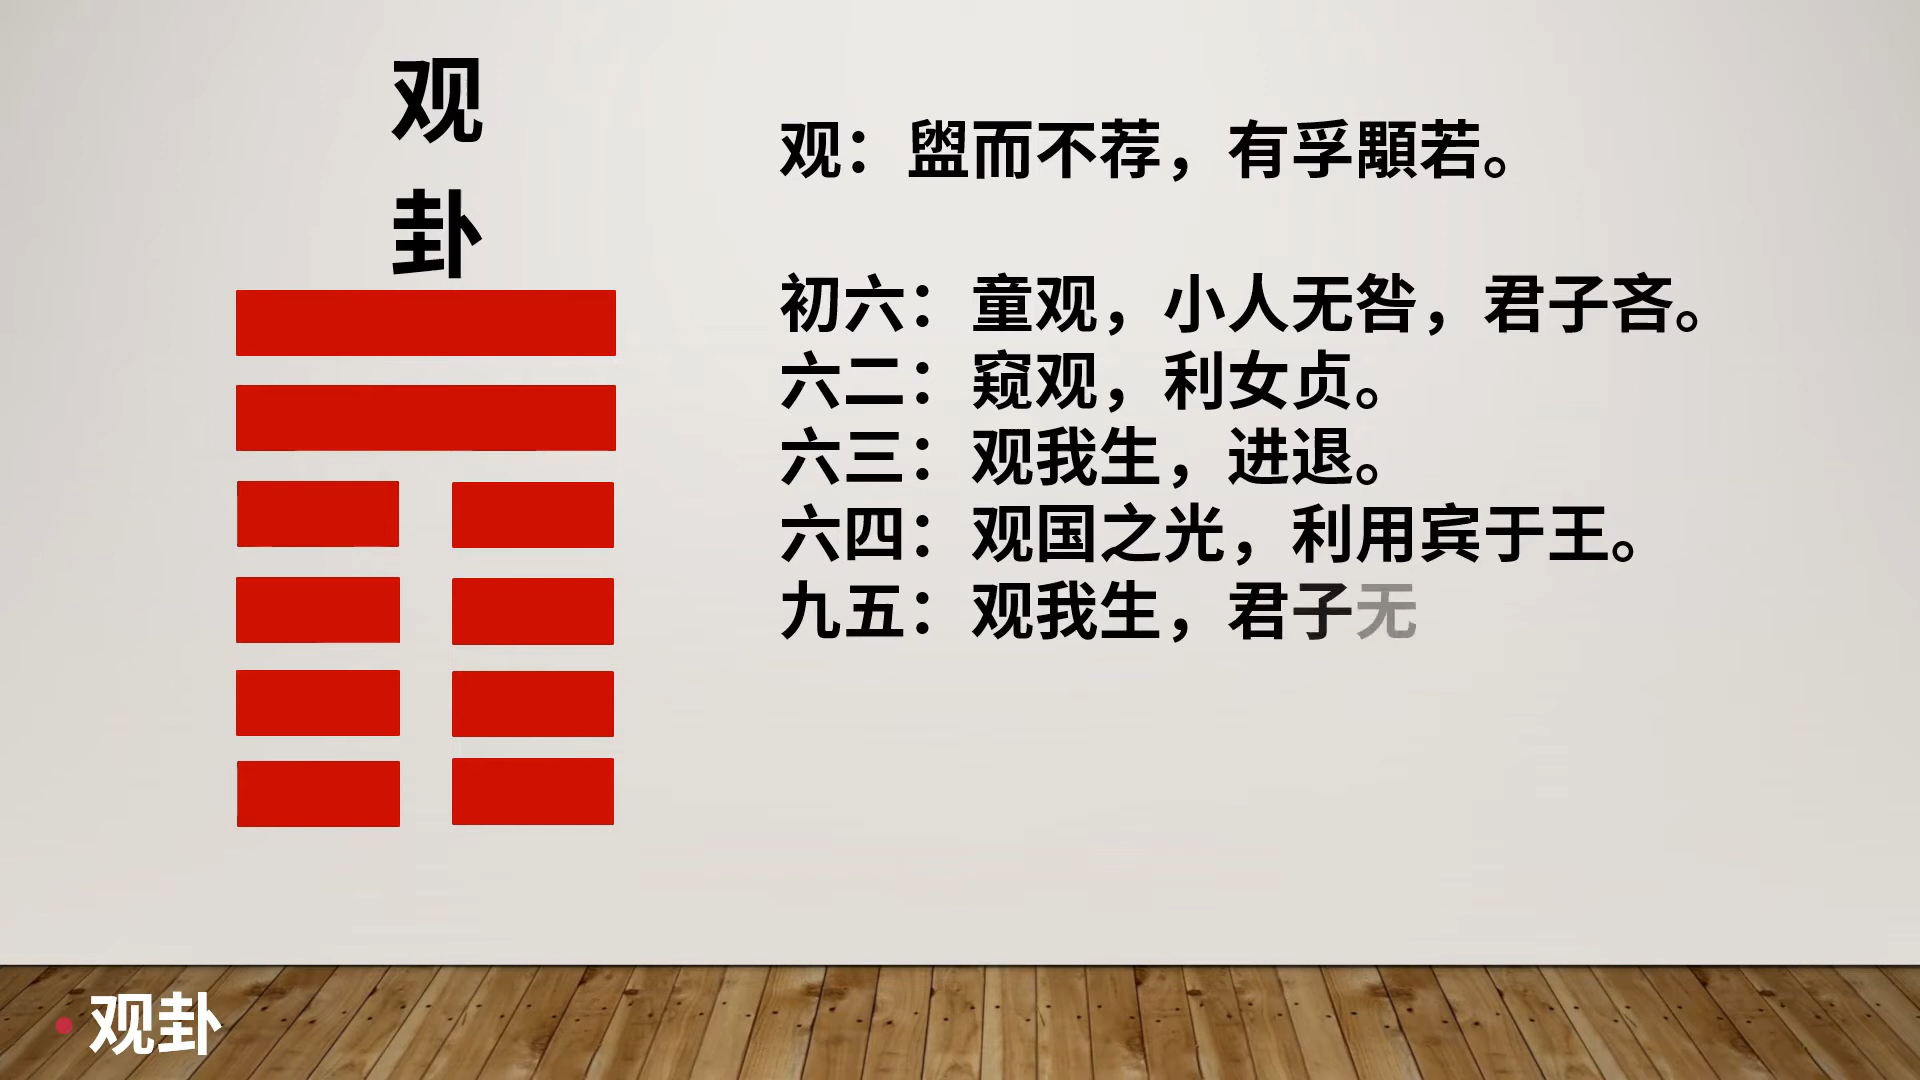 观
卦
观：盥而不荐，有孚顒若。
初六：童观，小人无咎，君子吝。
六二：窥观，利女贞。
六三：观我生，进退。
六四：观国之光，利用宾于王。
九五：观我生，君子无
观卦